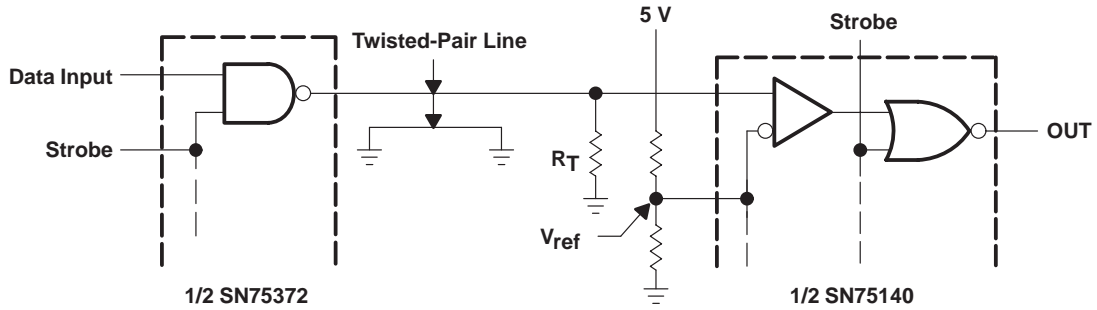 5 V
Strobe
Twisted-Pair Line
Data Input
Strobe
RT
Vref
OUT
1/2 SN75372
1/2 SN75140